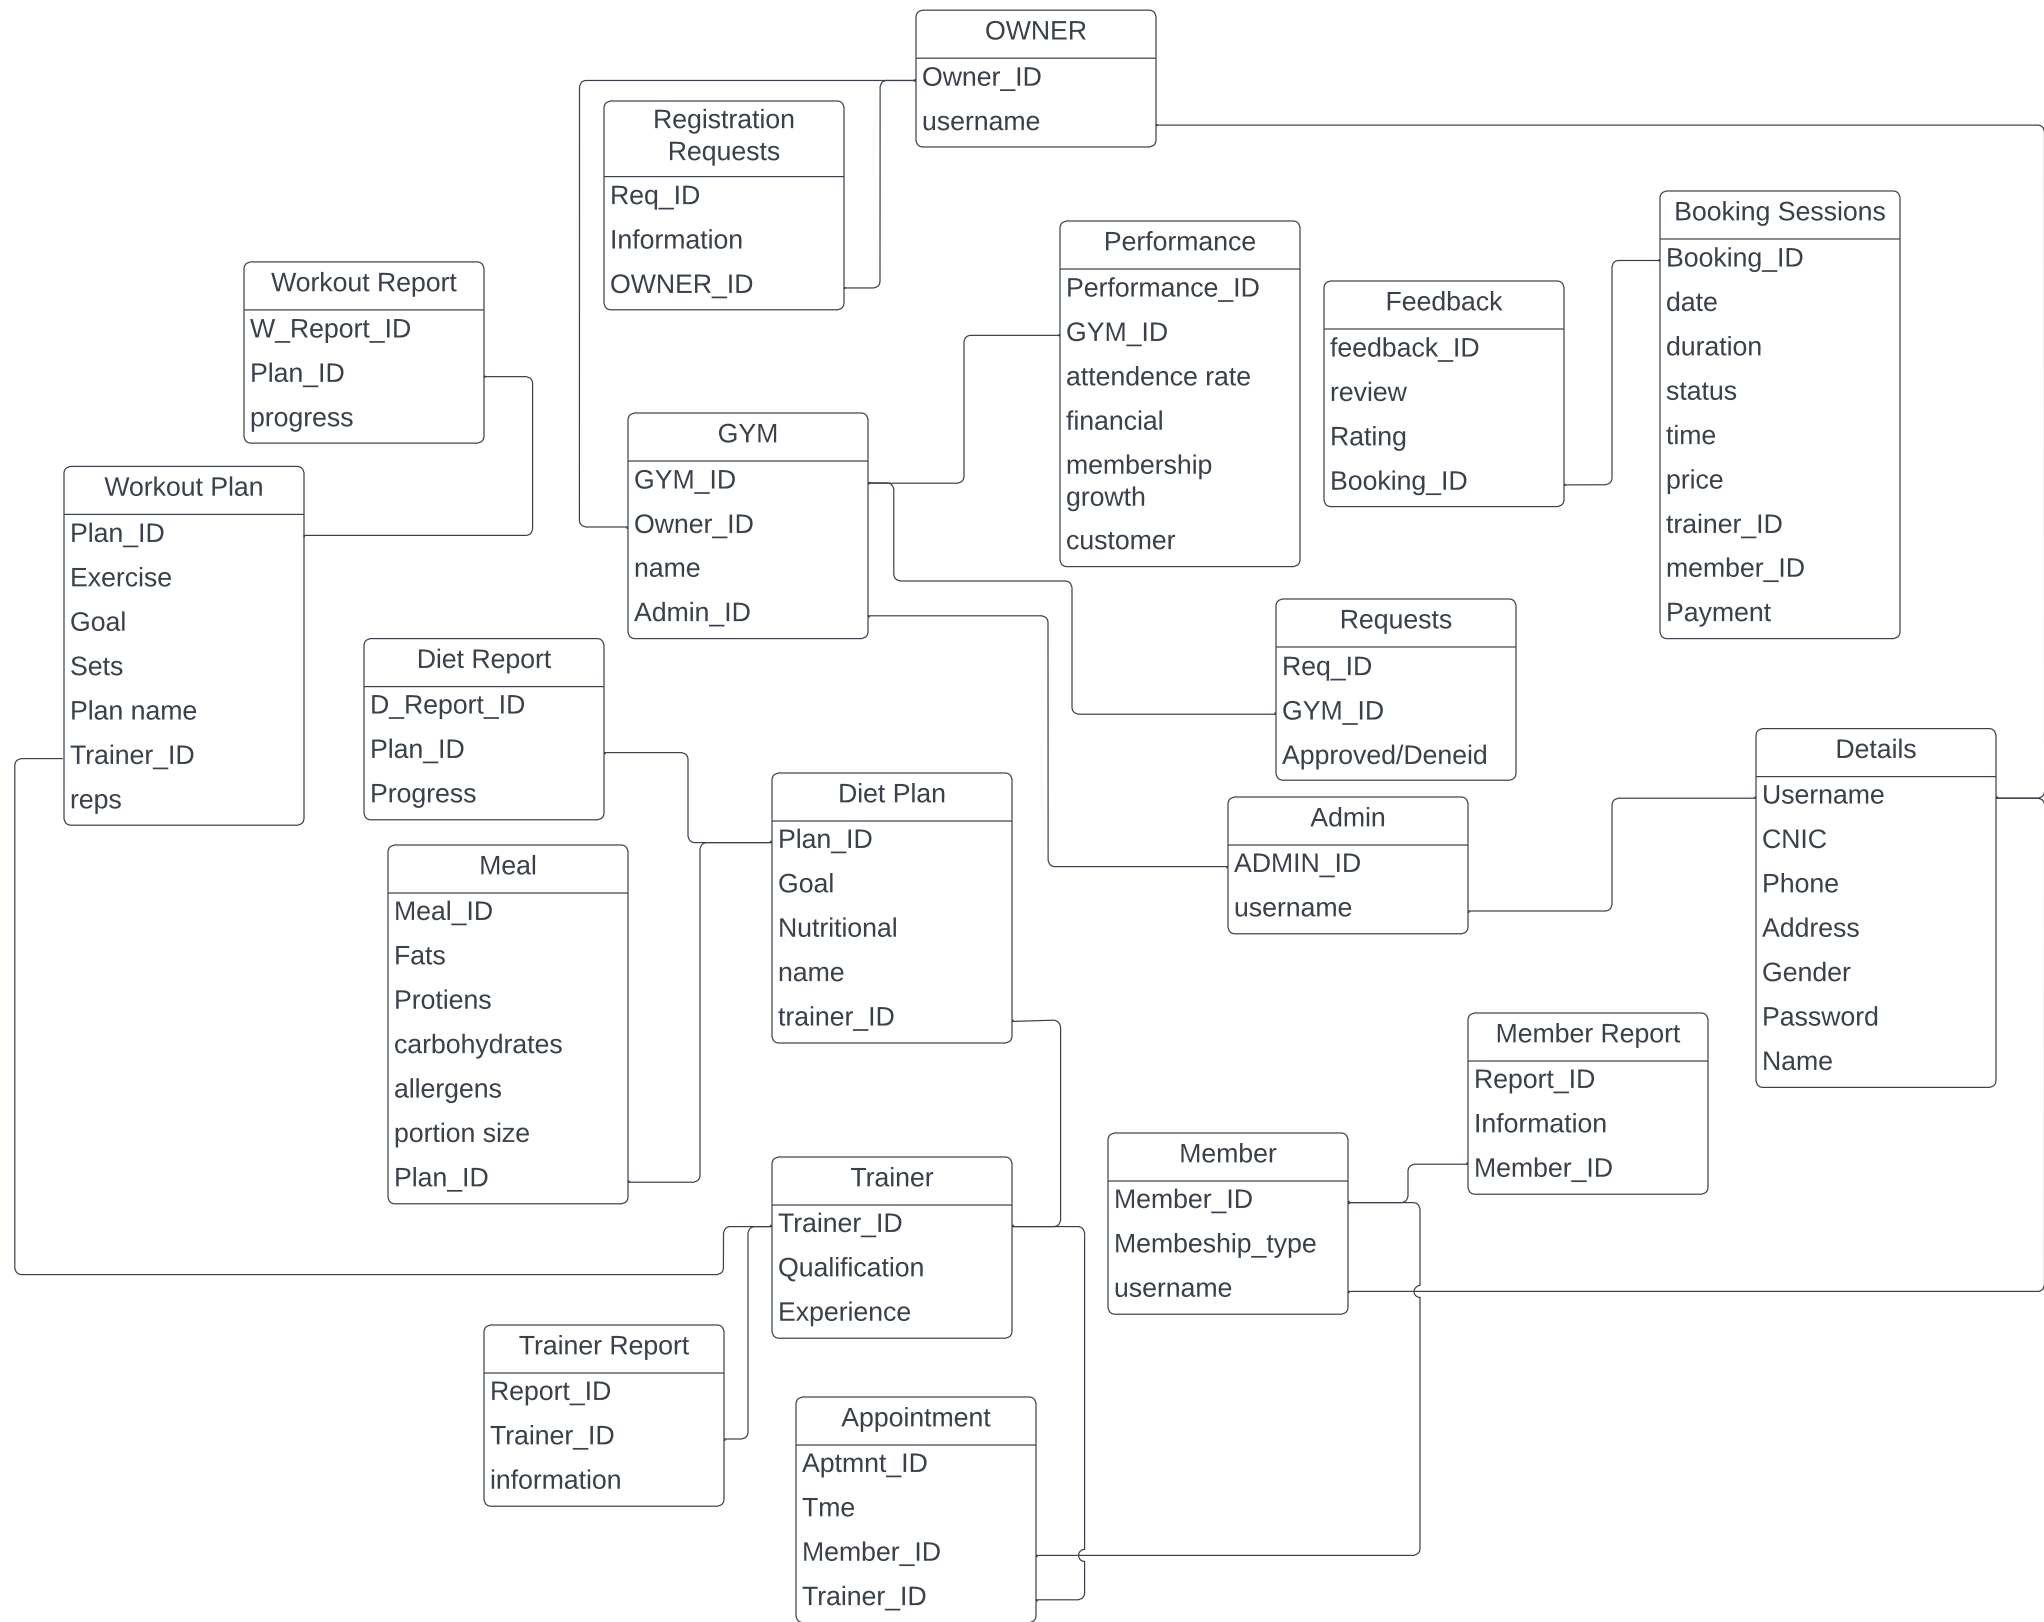 OWNER
Owner_ID
username
Registration
Requests
Req_ID
Information
OWNER_ID
Booking Sessions
Booking_ID
date
duration
status
time
price
trainer_ID
member_ID
Payment
Performance
Performance_ID
GYM_ID
attendence rate
financial
membership
growth
customer
Feedback
feedback_ID
review
Rating
Booking_ID
Workout Report
W_Report_ID
Plan_ID
progress
GYM
GYM_ID
Owner_ID
name
Admin_ID
Workout Plan
Plan_ID
Exercise
Goal
Sets
Plan name
Trainer_ID
reps
Requests
Req_ID
GYM_ID
Approved/Deneid
Diet Report
D_Report_ID
Plan_ID
Progress
Details
Username
CNIC
Phone
Address
Gender
Password
Name
Diet Plan
Plan_ID
Goal
Nutritional
name
trainer_ID
Admin
ADMIN_ID
username
Meal
Meal_ID
Fats
Protiens
carbohydrates
allergens
portion size
Plan_ID
Member Report
Report_ID
Information
Member_ID
Member
Member_ID
Membeship_type
username
Trainer
Trainer_ID
Qualification
Experience
Trainer Report
Report_ID
Trainer_ID
information
Appointment
Aptmnt_ID
Tme
Member_ID
Trainer_ID